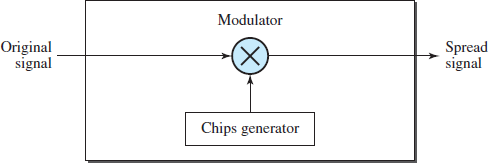 Modulator
Original
signal
Spread
signal
Chips generator